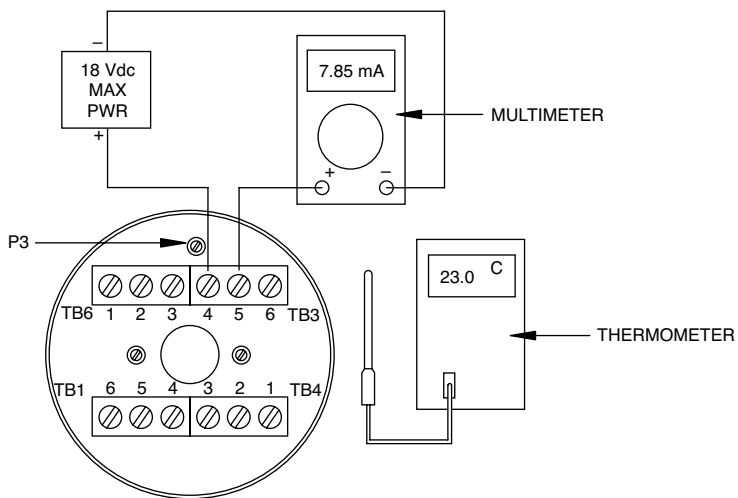 –
18 Vdc
MAX
PWR
+
7.85 mA
+ –
MULTIMETER
P3
23.0 C
TB6 1 2 3 4 5 6 TB3
THERMOMETER
TB1 6 5 4 3 2 1 TB4